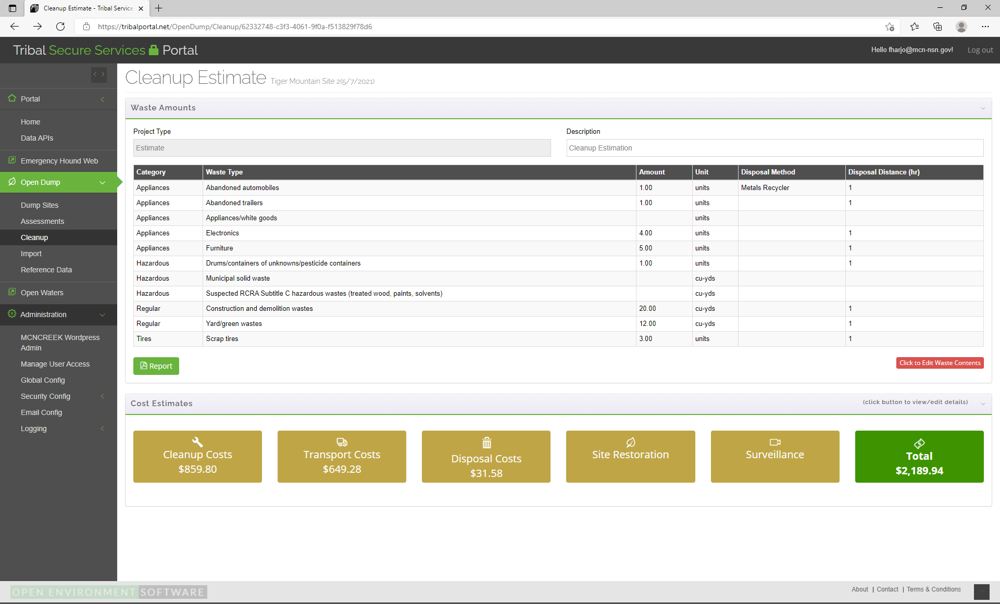 Cleanup Estimate - Tribal Service
https://tribalportal.net/OpenDump/Cleanup/62332748-c3f3-4061-9f0a-f513829f78d6
Tribal Secure Services Portal
Hello fharjo@mcn-nsn.gov!
Log out
Portal
Home
Data APIs
Emergency Hound Web
Open Dump
Dump Sites
Assessments
Cleanup
Import
Reference Data
Open Waters
Administration
MCNCREEK Wordpress
Admin
Manage User Access
Global Config
Security Config
Email Config
Logging
Cleanup Estimate Tiger Mountain Site 2(5/7/2021)
Waste Amounts
Project Type
Description
Estimate
Cleanup Estimation
Category Waste Type Amount Unit Disposal Method Disposal Distance (hr)
Appliances Abandoned automobiles 1.00 units Metals Recycler 1
Appliances Abandoned trailers 1.00 units 1
Appliances Appliances/white goods units
Appliances Electronics 4.00 units 1
Appliances Furniture 5.00 units 1
Hazardous Drums/containers of unknowns/pesticide containers 1.00 units 1
Hazardous Municipal solid waste cu-yds
Hazardous Suspected RCRA Subtitle C hazardous wastes (treated wood, paints, solvents) cu-yds
Regular Construction and demolition wastes 20.00 cu-yds 1
Regular Yard/green wastes 12.00 cu-yds 1
Tires Scrap tires 3.00 units 1
Report
Click to Edit Waste Contents
Cost Estimates
(click button to view/edit details)
Cleanup Costs
$859.80
Transport Costs
$649.28
Disposal Costs
$31.58
Site Restoration
Surveillance
Total
$2,189.94
OPEN ENVIRONMENT SOFTWARE
About | Contact | Terms & Conditions